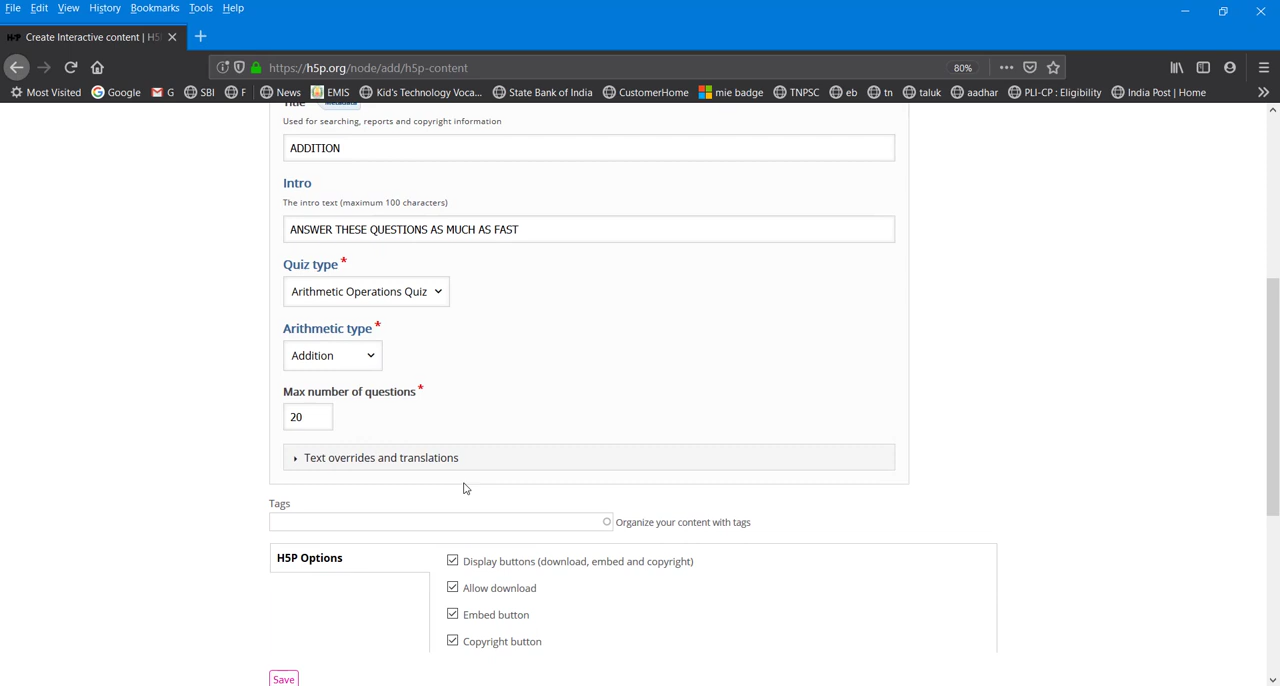 File Edit View History Bookmarks Tools Help
H5P Create Interactive content | H5
https://h5p.org/node/add/h5p-content 80%
Most Visited Google G SBI F News EMIS Kid's Technology Voca... State Bank of India CustomerHome mie badge TNPSC eb tn taluk aadhar PLI-CP : Eligibility India Post | Home
Title Metadata
Used for searching, reports and copyright information
ADDITION
Intro
The intro text (maximum 100 characters)
ANSWER THESE QUESTIONS AS MUCH AS FAST
Quiz type *
Arithmetic Operations Quiz
Arithmetic type *
Addition
Max number of questions *
20
Text overrides and translations
Tags
Organize your content with tags
H5P Options
Display buttons (download, embed and copyright)
Allow download
Embed button
Copyright button
Save